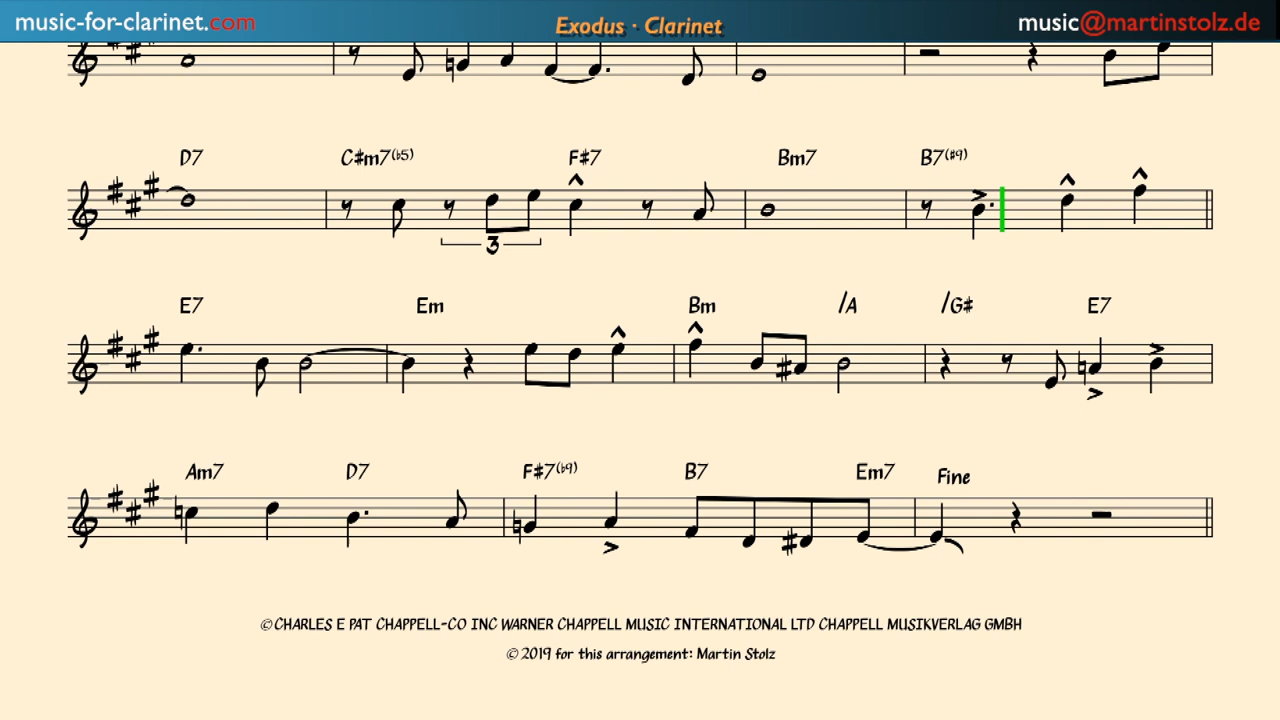 music-for-clarinet.com Exodus · Clarinet music@martinstolz.de
D7 C#m7(♭5) F#7 Bm7 B7(#9)
3
E7 Em Bm /A /G# E7
Am7 D7 F#7(♭9) B7 Em7 Fine
© CHARLES E PAT CHAPPELL-CO INC WARNER CHAPPELL MUSIC INTERNATIONAL LTD CHAPPELL MUSIKVERLAG GMBH
© 2019 for this arrangement: Martin Stolz